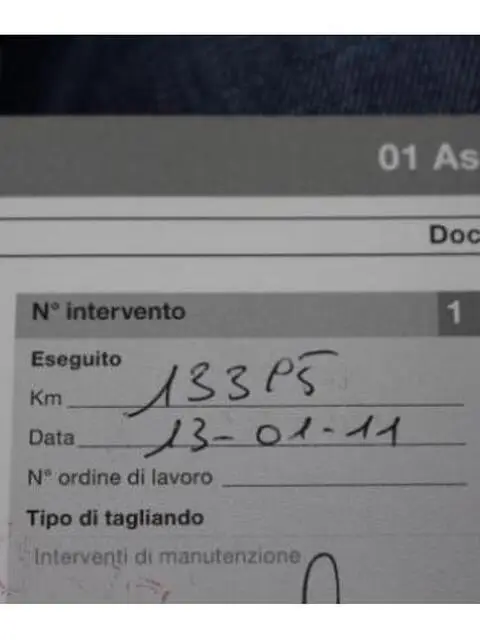 01 As
Doc
N° intervento 1
Eseguito
Km 133P5
Data 13-01-11
N° ordine di lavoro
Tipo di tagliando
Interventi di manutenzione